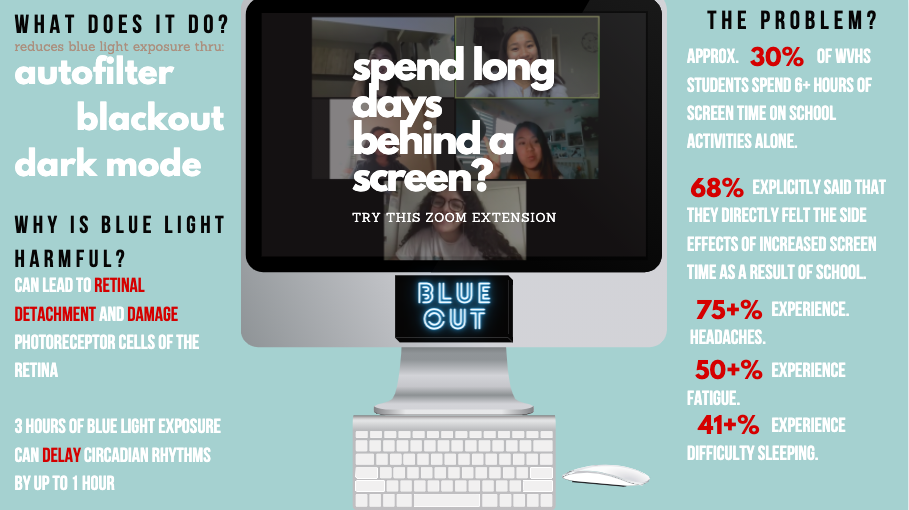 WHAT DOES IT DO?
reduces blue light exposure thru:
autofilter
blackout
dark mode
WHY IS BLUE LIGHT
HARMFUL?
CAN LEAD TO RETINAL
DETACHMENT AND DAMAGE
PHOTORECEPTOR CELLS OF THE
RETINA
3 HOURS OF BLUE LIGHT EXPOSURE
CAN DELAY CIRCADIAN RHYTHMS
BY UP TO 1 HOUR
spend long
days
behind a
screen?
TRY THIS ZOOM EXTENSION
BLUE
OUT
THE PROBLEM?
APPROX. 30% OF WVHS
STUDENTS SPEND 6+ HOURS OF
SCREEN TIME ON SCHOOL
ACTIVITIES ALONE.
68% EXPLICITLY SAID THAT
THEY DIRECTLY FELT THE SIDE
EFFECTS OF INCREASED SCREEN
TIME AS A RESULT OF SCHOOL.
75+% EXPERIENCE.
HEADACHES.
50+% EXPERIENCE
FATIGUE.
41+% EXPERIENCE
DIFFICULTY SLEEPING.